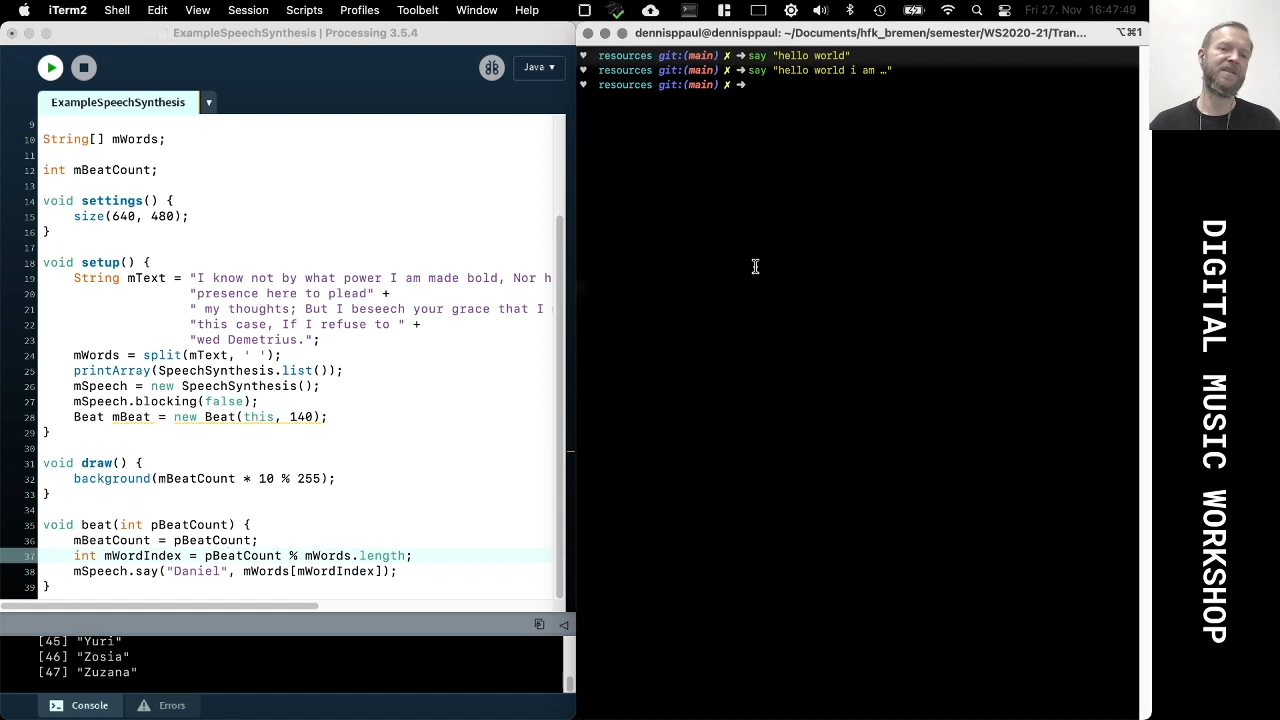 iTerm2 Shell Edit View Session Scripts Profiles Toolbelt Window Help
Fri 27. Nov 16:47:49
ExampleSpeechSynthesis | Processing 3.5.4
Java ▾
ExampleSpeechSynthesis ▾
9
10 String[] mWords;
11
12 int mBeatCount;
13
14 void settings() {
15 size(640, 480);
16 }
17
18 void setup() {
19 String mText = "I know not by what power I am made bold, Nor h
20 "presence here to plead" +
21 " my thoughts; But I beseech your grace that I
22 "this case, If I refuse to " +
23 "wed Demetrius.";
24 mWords = split(mText, ' ');
25 printArray(SpeechSynthesis.list());
26 mSpeech = new SpeechSynthesis();
27 mSpeech.blocking(false);
28 Beat mBeat = new Beat(this, 140);
29 }
30
31 void draw() {
32 background(mBeatCount * 10 % 255);
33 }
34
35 void beat(int pBeatCount) {
36 mBeatCount = pBeatCount;
37 int mWordIndex = pBeatCount % mWords.length;
38 mSpeech.say("Daniel", mWords[mWordIndex]);
39 }
[45] "Yuri"
[46] "Zosia"
[47] "Zuzana"
Console Errors
dennisppaul@dennisppaul: ~/Documents/hfk_bremen/semester/WS2020-21/Tran... ⌥⌘1
♥ resources git:(main) ✗ ➜ say "hello world"
♥ resources git:(main) ✗ ➜ say "hello world i am …"
♥ resources git:(main) ✗ ➜
DIGITAL MUSIC WORKSHOP